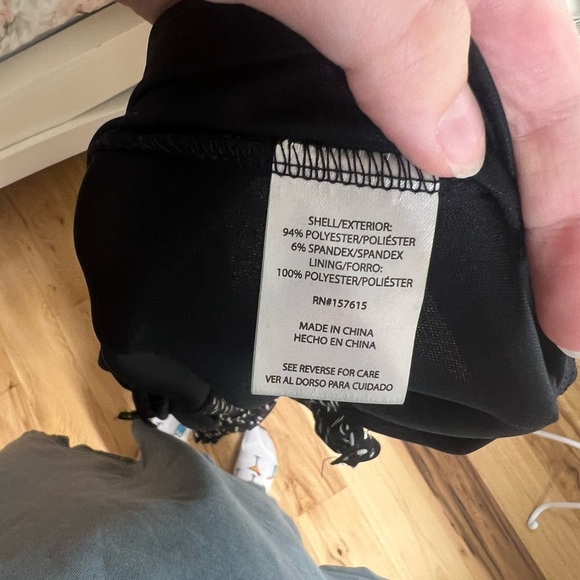 SHELL/EXTERIOR:
94% POLYESTER/POLIÉSTER
6% SPANDEX/SPANDEX
LINING/FORRO:
100% POLYESTER/POLIÉSTER
RN#157615
MADE IN CHINA
HECHO EN CHINA
SEE REVERSE FOR CARE
VER AL DORSO PARA CUIDADO